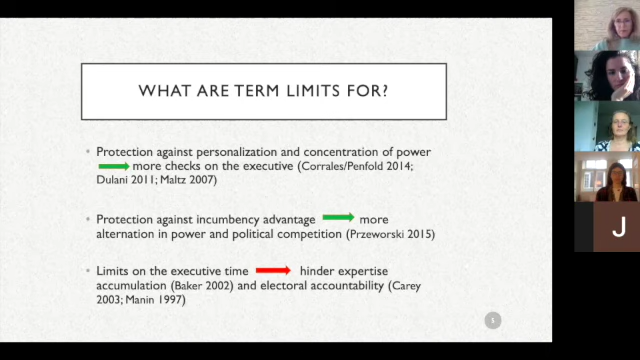 WHAT ARE TERM LIMITS FOR?
• Protection against personalization and concentration of power
more checks on the executive (Corrales/Penfold 2014;
Dulani 2011; Maltz 2007)
• Protection against incumbency advantage more
alternation in power and political competition (Przeworski 2015)
• Limits on the executive time hinder expertise
accumulation (Baker 2002) and electoral accountability (Carey
2003; Manin 1997)
J